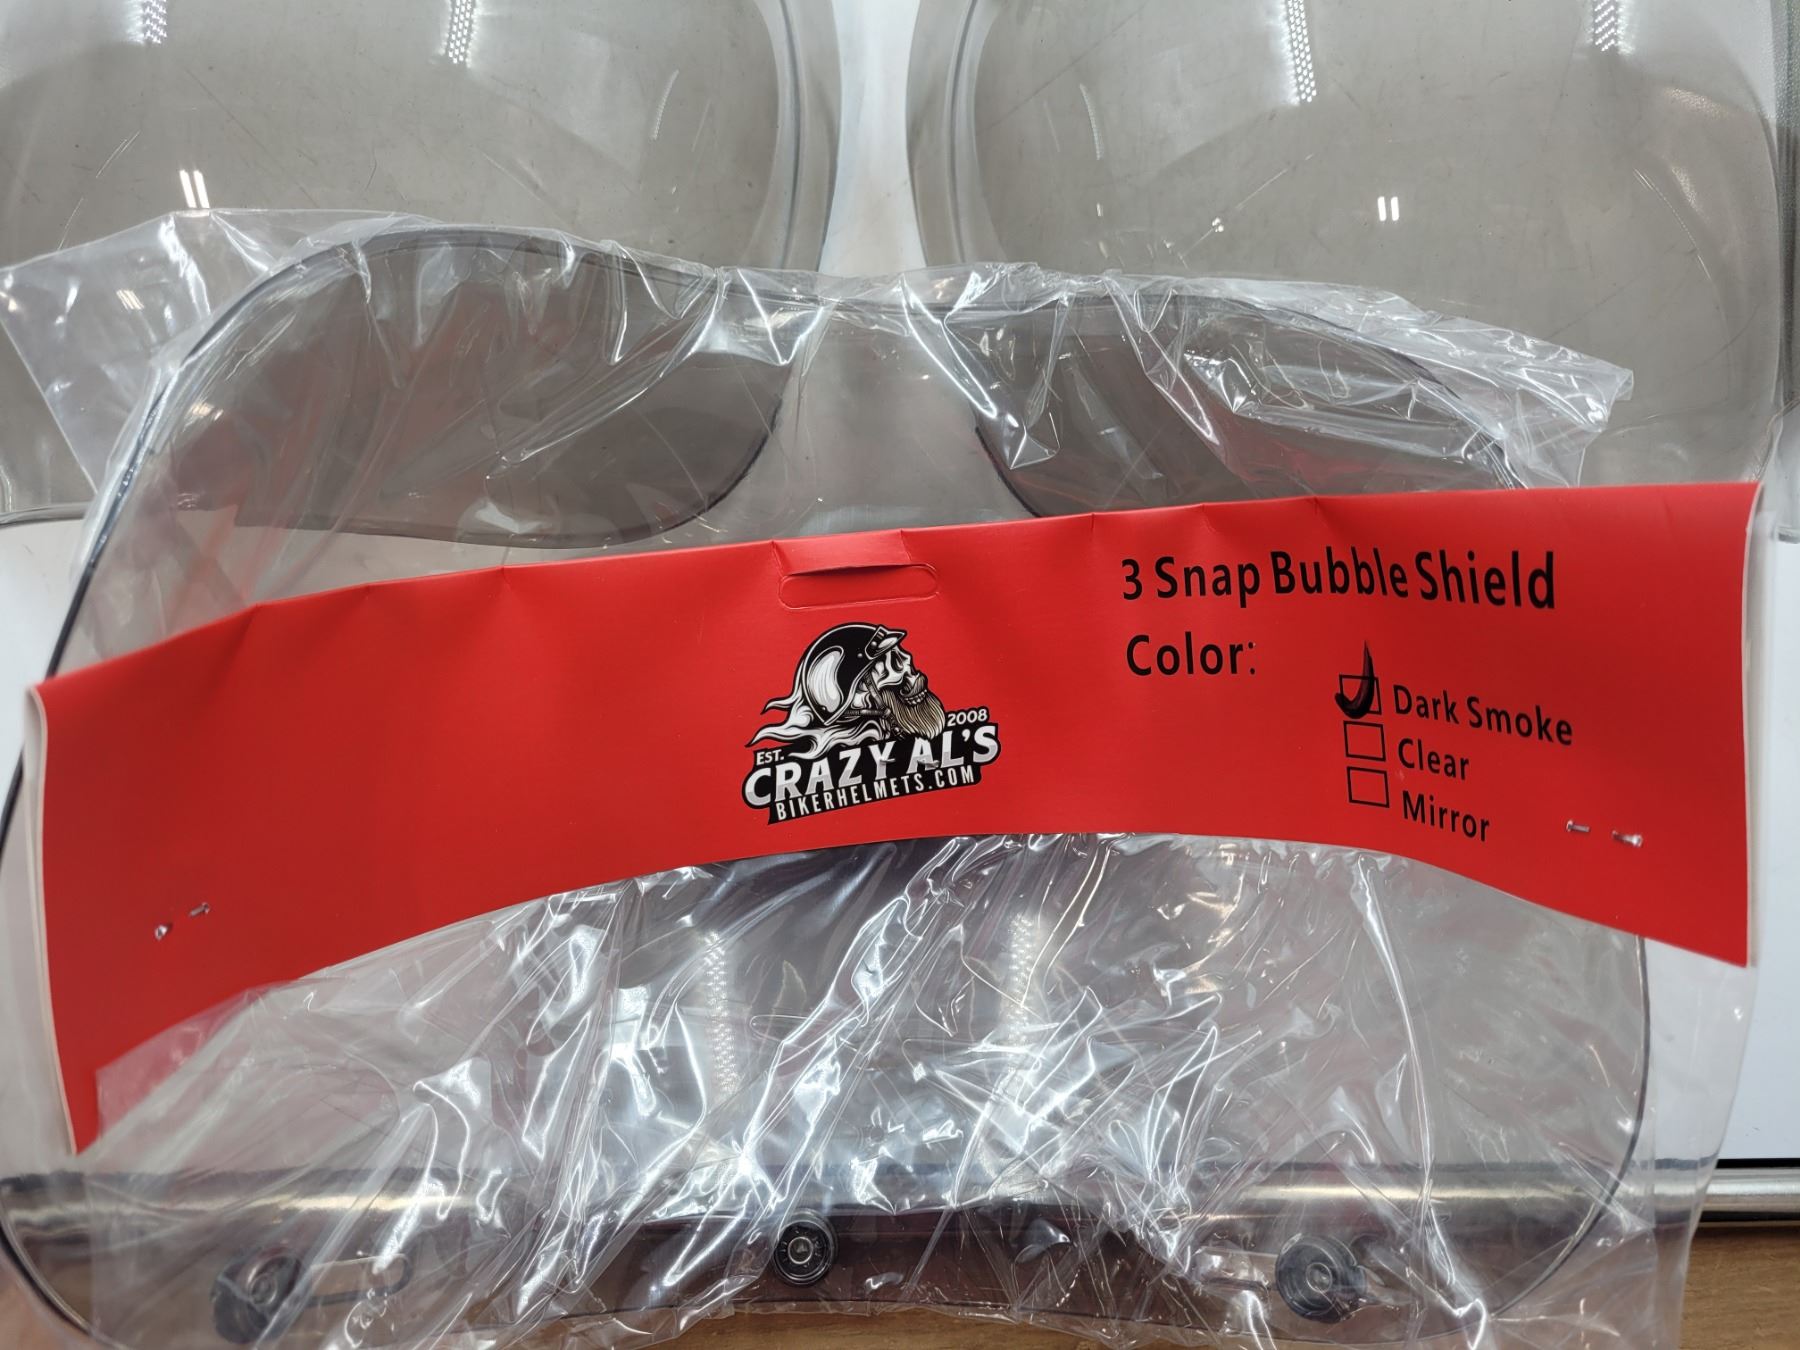 3 Snap Bubble Shield
Color:
Dark Smoke
Clear
Mirror
EST. 2008
CRAZY AL'S
BIKERHELMETS.COM